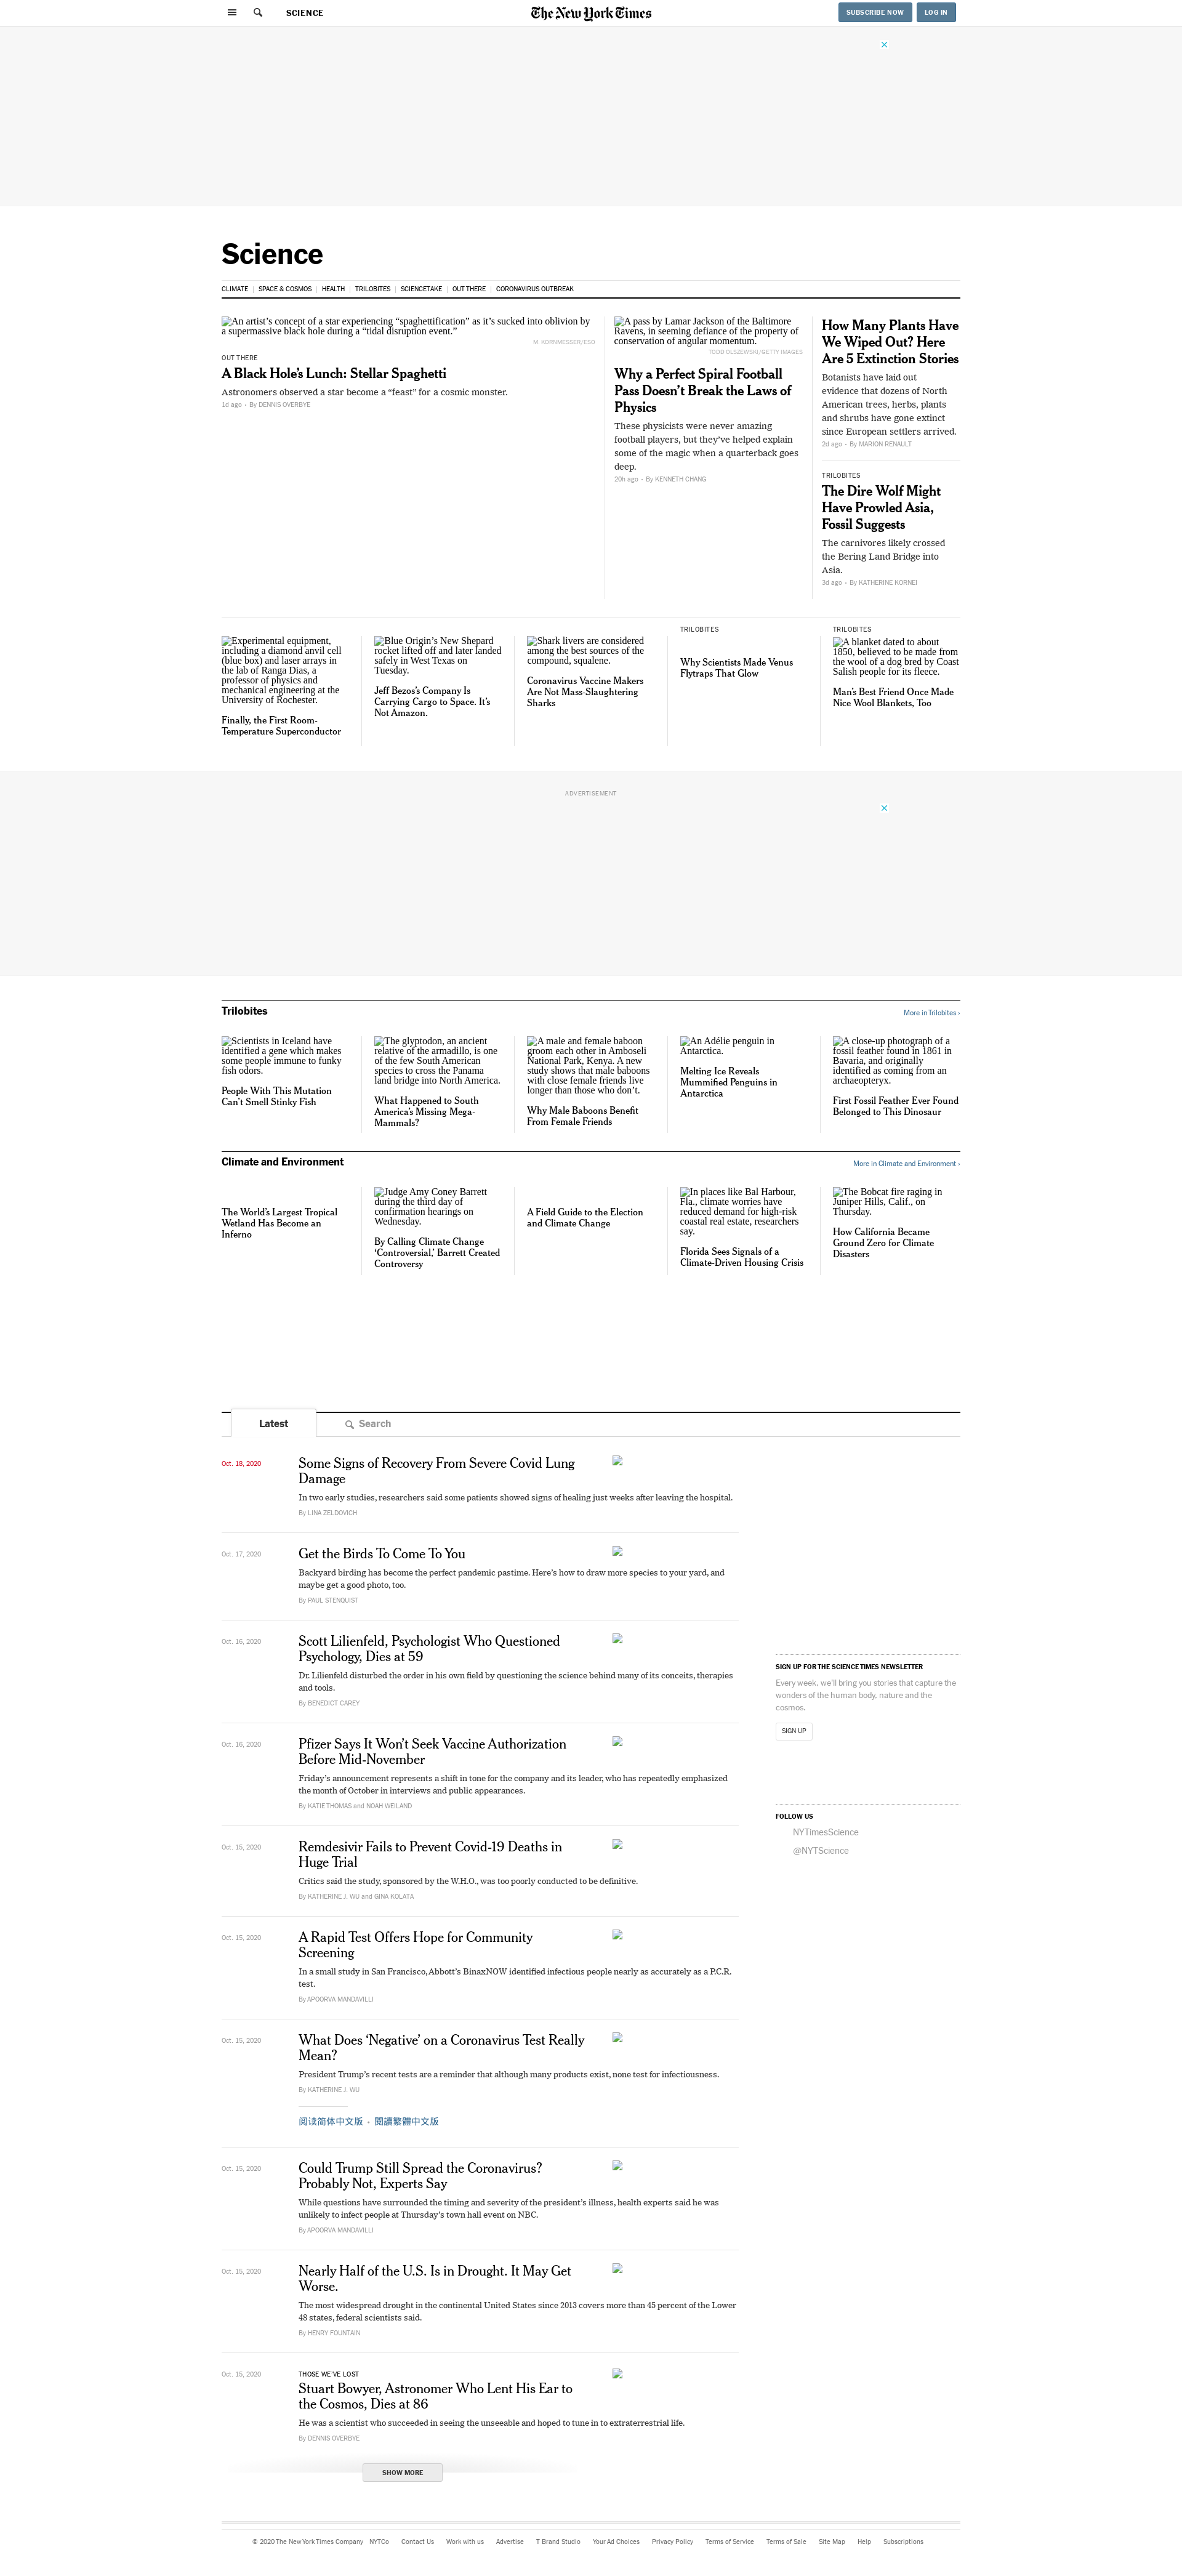 SCIENCE
The New York Times
SUBSCRIBE NOW
LOG IN
Science
CLIMATE
SPACE & COSMOS
HEALTH
TRILOBITES
SCIENCETAKE
OUT THERE
CORONAVIRUS OUTBREAK
An artist's concept of a star experiencing “spaghettification” as it’s sucked into oblivion by
a supermassive black hole during a “tidal disruption event.”
M. KORNMESSER/ESO
OUT THERE
A Black Hole’s Lunch: Stellar Spaghetti
Astronomers observed a star become a “feast” for a cosmic monster.
1d ago • By DENNIS OVERBYE
A pass by Lamar Jackson of the Baltimore
Ravens, in seeming defiance of the property of
conservation of angular momentum.
TODD OLSZEWSKI/GETTY IMAGES
Why a Perfect Spiral Football
Pass Doesn’t Break the Laws of
Physics
These physicists were never amazing
football players, but they’ve helped explain
some of the magic when a quarterback goes
deep.
20h ago • By KENNETH CHANG
How Many Plants Have
We Wiped Out? Here
Are 5 Extinction Stories
Botanists have laid out
evidence that dozens of North
American trees, herbs, plants
and shrubs have gone extinct
since European settlers arrived.
2d ago • By MARION RENAULT
TRILOBITES
The Dire Wolf Might
Have Prowled Asia,
Fossil Suggests
The carnivores likely crossed
the Bering Land Bridge into
Asia.
3d ago • By KATHERINE KORNEI
Experimental equipment,
including a diamond anvil cell
(blue box) and laser arrays in
the lab of Ranga Dias, a
professor of physics and
mechanical engineering at the
University of Rochester.
Finally, the First Room-
Temperature Superconductor
Blue Origin’s New Shepard
rocket lifted off and later landed
safely in West Texas on
Tuesday.
Jeff Bezos’s Company Is
Carrying Cargo to Space. It’s
Not Amazon.
Shark livers are considered
among the best sources of the
compound, squalene.
Coronavirus Vaccine Makers
Are Not Mass-Slaughtering
Sharks
TRILOBITES
Why Scientists Made Venus
Flytraps That Glow
TRILOBITES
A blanket dated to about
1850, believed to be made from
the wool of a dog bred by Coast
Salish people for its fleece.
Man’s Best Friend Once Made
Nice Wool Blankets, Too
ADVERTISEMENT
Trilobites
More in Trilobites ›
Scientists in Iceland have
identified a gene which makes
some people immune to funky
fish odors.
People With This Mutation
Can’t Smell Stinky Fish
The glyptodon, an ancient
relative of the armadillo, is one
of the few South American
species to cross the Panama
land bridge into North America.
What Happened to South
America’s Missing Mega-
Mammals?
A male and female baboon
groom each other in Amboseli
National Park, Kenya. A new
study shows that male baboons
with close female friends live
longer than those who don’t.
Why Male Baboons Benefit
From Female Friends
An Adélie penguin in
Antarctica.
Melting Ice Reveals
Mummified Penguins in
Antarctica
A close-up photograph of a
fossil feather found in 1861 in
Bavaria, and originally
identified as coming from an
archaeopteryx.
First Fossil Feather Ever Found
Belonged to This Dinosaur
Climate and Environment
More in Climate and Environment ›
The World’s Largest Tropical
Wetland Has Become an
Inferno
Judge Amy Coney Barrett
during the third day of
confirmation hearings on
Wednesday.
By Calling Climate Change
‘Controversial,’ Barrett Created
Controversy
A Field Guide to the Election
and Climate Change
In places like Bal Harbour,
Fla., climate worries have
reduced demand for high-risk
coastal real estate, researchers
say.
Florida Sees Signals of a
Climate-Driven Housing Crisis
The Bobcat fire raging in
Juniper Hills, Calif., on
Thursday.
How California Became
Ground Zero for Climate
Disasters
Latest
Search
Oct. 18, 2020
Some Signs of Recovery From Severe Covid Lung
Damage
In two early studies, researchers said some patients showed signs of healing just weeks after leaving the hospital.
By LINA ZELDOVICH
Oct. 17, 2020
Get the Birds To Come To You
Backyard birding has become the perfect pandemic pastime. Here’s how to draw more species to your yard, and
maybe get a good photo, too.
By PAUL STENQUIST
Oct. 16, 2020
Scott Lilienfeld, Psychologist Who Questioned
Psychology, Dies at 59
Dr. Lilienfeld disturbed the order in his own field by questioning the science behind many of its conceits, therapies
and tools.
By BENEDICT CAREY
Oct. 16, 2020
Pfizer Says It Won’t Seek Vaccine Authorization
Before Mid-November
Friday’s announcement represents a shift in tone for the company and its leader, who has repeatedly emphasized
the month of October in interviews and public appearances.
By KATIE THOMAS and NOAH WEILAND
Oct. 15, 2020
Remdesivir Fails to Prevent Covid-19 Deaths in
Huge Trial
Critics said the study, sponsored by the W.H.O., was too poorly conducted to be definitive.
By KATHERINE J. WU and GINA KOLATA
Oct. 15, 2020
A Rapid Test Offers Hope for Community
Screening
In a small study in San Francisco, Abbott’s BinaxNOW identified infectious people nearly as accurately as a P.C.R.
test.
By APOORVA MANDAVILLI
Oct. 15, 2020
What Does ‘Negative’ on a Coronavirus Test Really
Mean?
President Trump’s recent tests are a reminder that although many products exist, none test for infectiousness.
By KATHERINE J. WU
阅读简体中文版 • 閱讀繁體中文版
Oct. 15, 2020
Could Trump Still Spread the Coronavirus?
Probably Not, Experts Say
While questions have surrounded the timing and severity of the president’s illness, health experts said he was
unlikely to infect people at Thursday’s town hall event on NBC.
By APOORVA MANDAVILLI
Oct. 15, 2020
Nearly Half of the U.S. Is in Drought. It May Get
Worse.
The most widespread drought in the continental United States since 2013 covers more than 45 percent of the Lower
48 states, federal scientists said.
By HENRY FOUNTAIN
Oct. 15, 2020
THOSE WE’VE LOST
Stuart Bowyer, Astronomer Who Lent His Ear to
the Cosmos, Dies at 86
He was a scientist who succeeded in seeing the unseeable and hoped to tune in to extraterrestrial life.
By DENNIS OVERBYE
SHOW MORE
SIGN UP FOR THE SCIENCE TIMES NEWSLETTER
Every week, we’ll bring you stories that capture the
wonders of the human body, nature and the
cosmos.
SIGN UP
FOLLOW US
NYTimesScience
@NYTScience
© 2020 The New York Times Company NYTCo Contact Us Work with us Advertise T Brand Studio Your Ad Choices Privacy Policy Terms of Service Terms of Sale Site Map Help Subscriptions